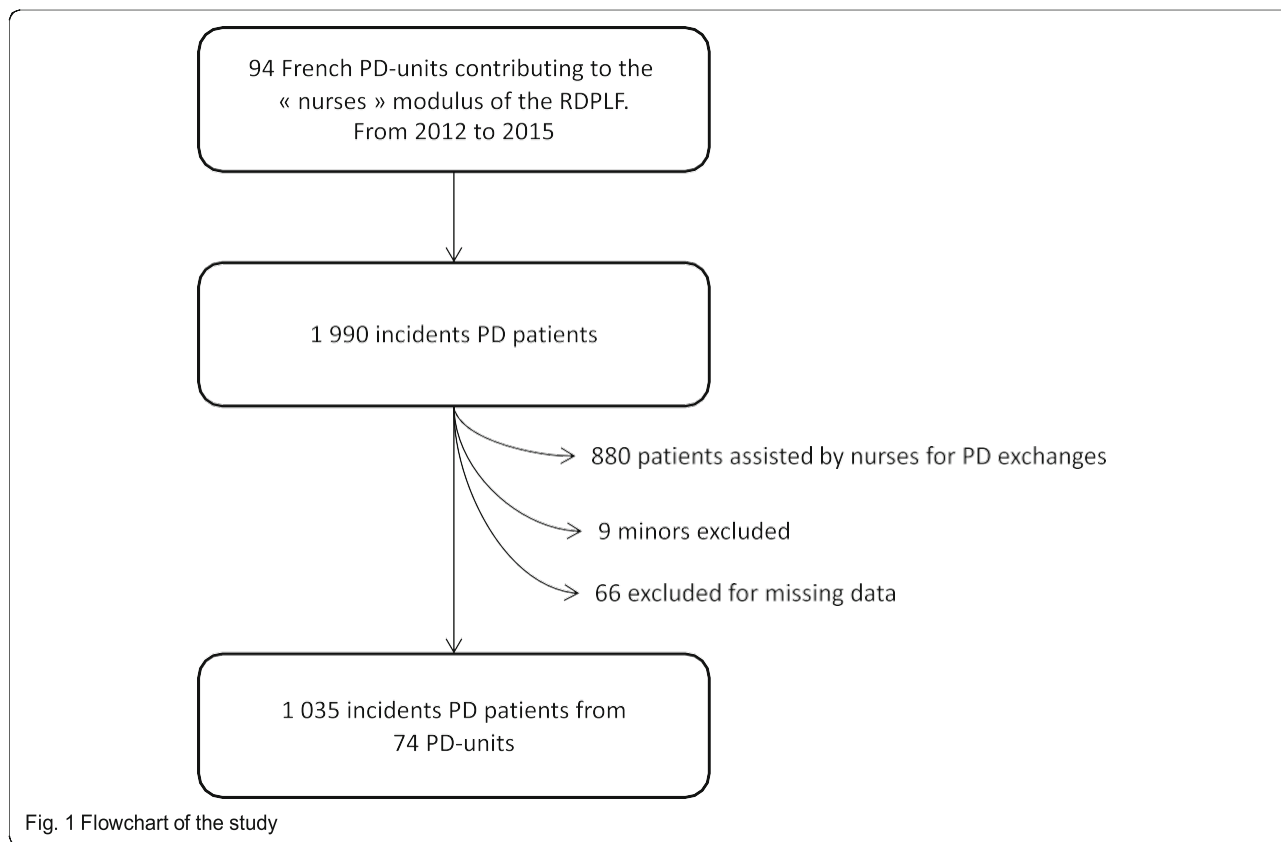 94 French PD-units contributing to the
« nurses » modulus of the RDPLF.
From 2012 to 2015
1 990 incidents PD patients
880 patients assisted by nurses for PD exchanges
9 minors excluded
66 excluded for missing data
1 035 incidents PD patients from
74 PD-units
Fig. 1 Flowchart of the study